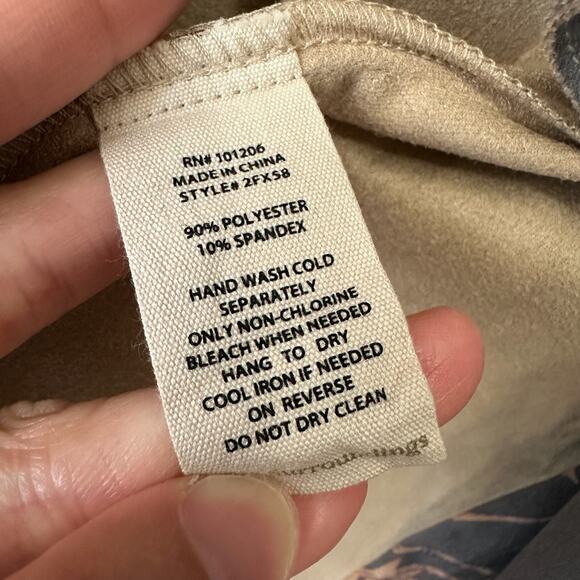 RN# 101206
MADE IN CHINA
STYLE# 2FX58
90% POLYESTER
10% SPANDEX
HAND WASH COLD
SEPARATELY
ONLY NON-CHLORINE
BLEACH WHEN NEEDED
HANG TO DRY
COOL IRON IF NEEDED
ON REVERSE
DO NOT DRY CLEAN